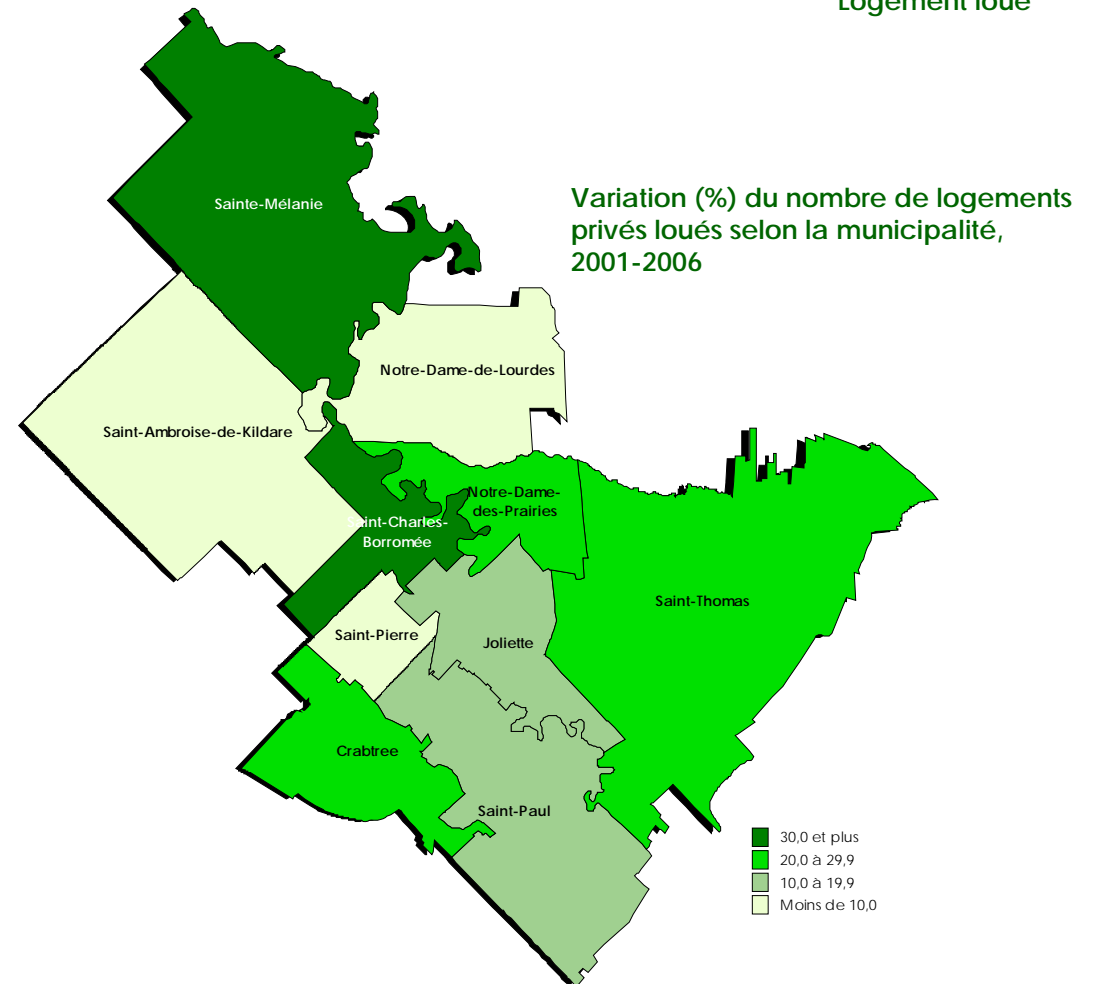 Logement loué
Variation (%) du nombre de logements
privés loués selon la municipalité,
2001-2006
Sainte-Mélanie
Notre-Dame-de-Lourdes
Saint-Ambroise-de-Kildare
Notre-Dame-
des-Prairies
Saint-Charles-
Borromée
Saint-Thomas
Saint-Pierre
Joliette
Crabtree
Saint-Paul
30,0 et plus
20,0 à 29,9
10,0 à 19,9
Moins de 10,0